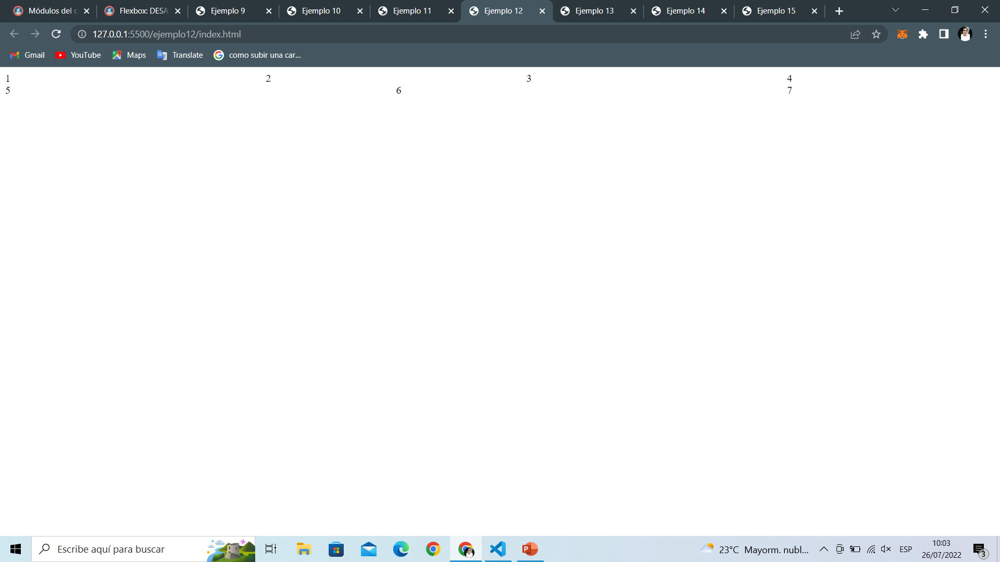 Módulos del c Flexbox: DESA Ejemplo 9 Ejemplo 10 Ejemplo 11 Ejemplo 12 Ejemplo 13 Ejemplo 14 Ejemplo 15
127.0.0.1:5500/ejemplo12/index.html
Gmail YouTube Maps Translate como subir una car...
1 2 3 4
5 6 7
Escribe aquí para buscar
23°C Mayorm. nubl...
ESP
10:03
26/07/2022
3